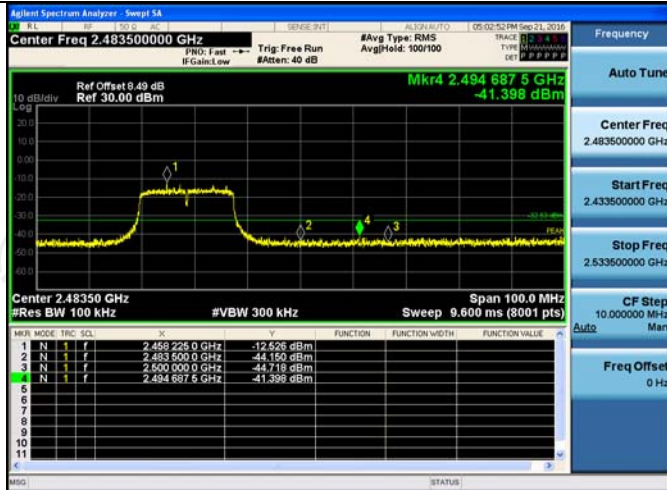 Agilent Spectrum Analyzer - Swept SA
RL RF 50 Ω AC SENSE:INT ALIGN AUTO 05:02:52 PM Sep 21, 2016
Center Freq 2.483500000 GHz
PNO: Fast
IFGain:Low
Trig: Free Run
#Atten: 40 dB
#Avg Type: RMS
Avg|Hold: 100/100
TRACE 1 2 3 4 5 6
TYPE M
DET P P P P P P
Ref Offset 8.49 dB
Ref 30.00 dBm
10 dB/div
Log
Mkr4 2.494 687 5 GHz
-41.398 dBm
20.0
10.0
0.00
-10.0
-20.0
-30.0
-40.0
-50.0
-60.0
1
2
4
3
PEAK
Center 2.48350 GHz
Span 100.0 MHz
#Res BW 100 kHz
#VBW 300 kHz
Sweep 9.600 ms (8001 pts)
MKR MODE TRC SCL X Y FUNCTION FUNCTION WIDTH FUNCTION VALUE
1 N 1 f 2.458 225 0 GHz -12.526 dBm
2 N 1 f 2.483 500 0 GHz -44.150 dBm
3 N 1 f 2.500 000 0 GHz -44.718 dBm
4 N 1 f 2.494 687 5 GHz -41.398 dBm
5
6
7
8
9
10
11
MSG STATUS
Frequency
Auto Tune
Center Freq
2.483500000 GHz
Start Freq
2.433500000 GHz
Stop Freq
2.533500000 GHz
CF Step
10.000000 MHz
Auto Man
Freq Offset
0 Hz